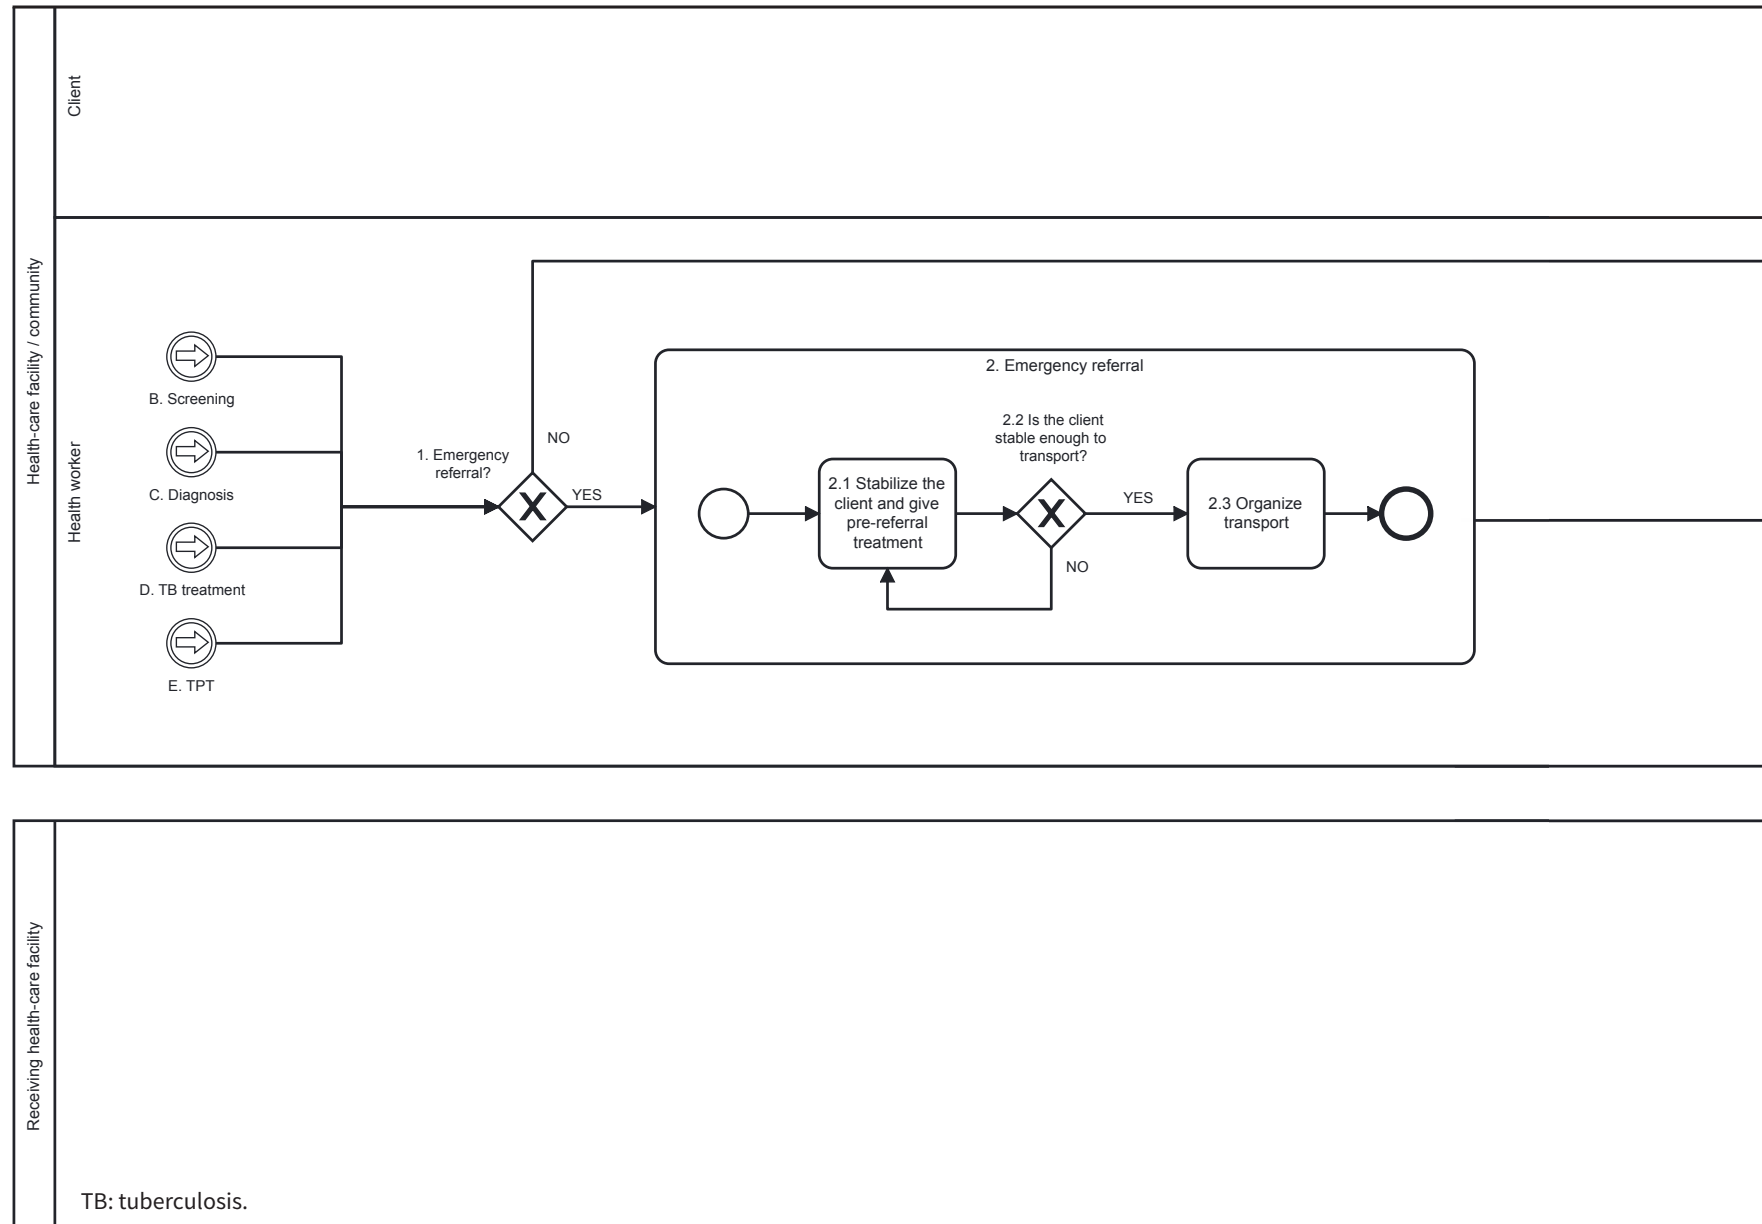 Health-care facility / community
Client
Health worker
B. Screening
C. Diagnosis
D. TB treatment
E. TPT
1. Emergency
referral?
NO
YES
2. Emergency referral
2.1 Stabilize the
client and give
pre-referral
treatment
2.2 Is the client
stable enough to
transport?
YES
NO
2.3 Organize
transport
Receiving health-care facility
TB: tuberculosis.